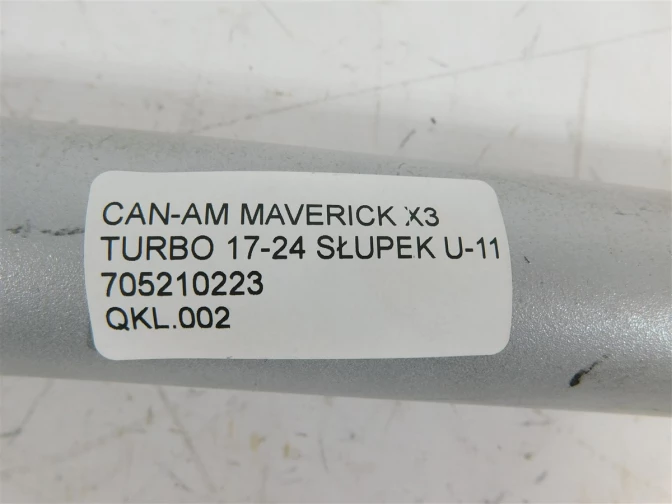 CAN-AM MAVERICK X3
TURBO 17-24 SŁUPEK U-11
705210223
QKL.002